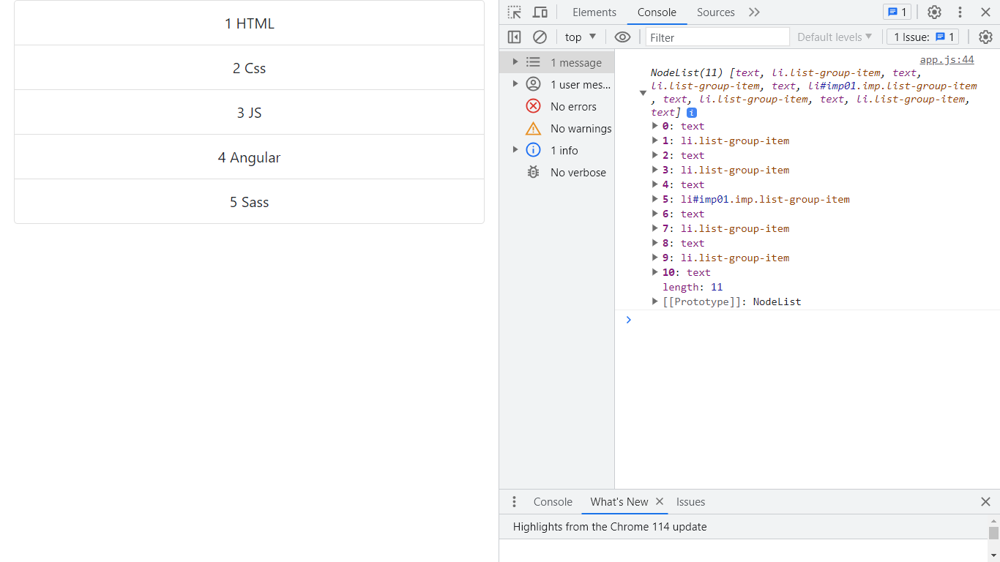 1 HTML
2 Css
3 JS
4 Angular
5 Sass
Elements Console Sources 1
top Filter Default levels 1 Issue: 1
1 message
1 user mes...
No errors
No warnings
1 info
No verbose
app.js:44
NodeList(11) [text, li.list-group-item, text,
li.list-group-item, text, li#imp01.imp.list-group-item
, text, li.list-group-item, text, li.list-group-item,
text] i
0: text
1: li.list-group-item
2: text
3: li.list-group-item
4: text
5: li#imp01.imp.list-group-item
6: text
7: li.list-group-item
8: text
9: li.list-group-item
10: text
length: 11
[[Prototype]]: NodeList
Console What's New Issues
Highlights from the Chrome 114 update